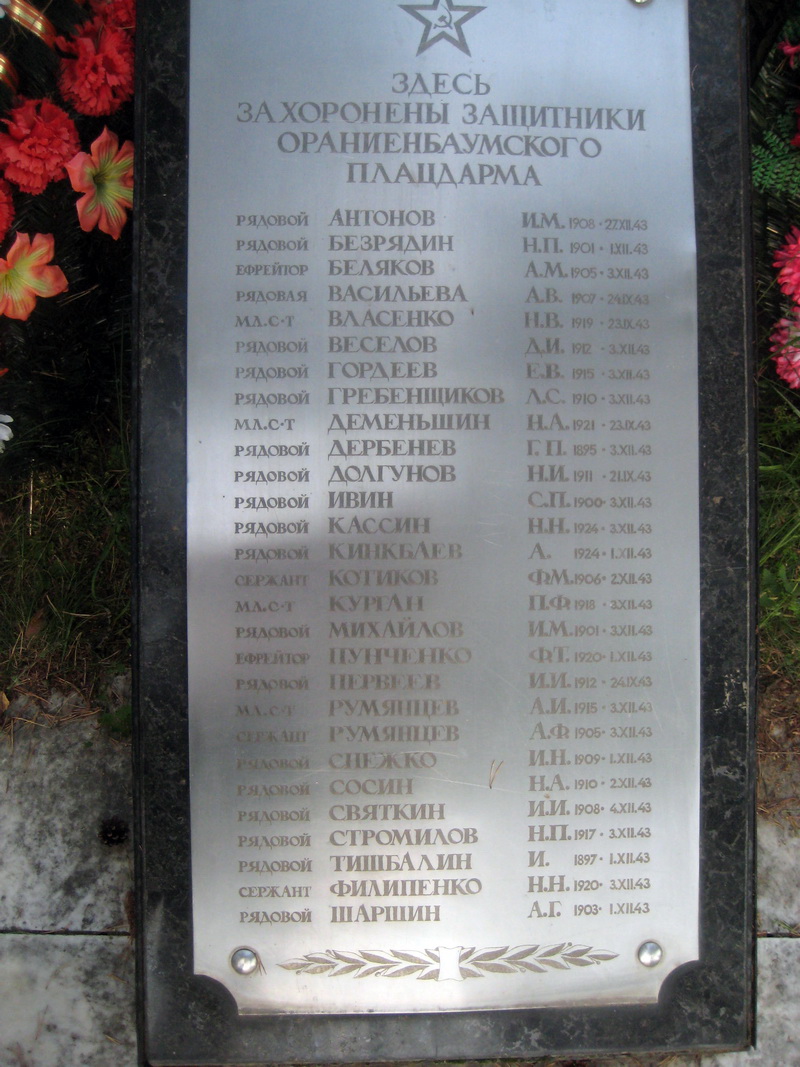 ЗДЕСЬ
ЗАХОРОНЕНЫ ЗАЩИТНИКИ
ОРАНИЕНБАУМСКОГО
ПЛАЦДАРМА
РЯДОВОЙ АНТОНОВ И.М. 1908 · 27.XII.43
РЯДОВОЙ БЕЗРЯДИН Н.П. 1901 · 1.XII.43
ЕФРЕЙТОР БЕЛЯКОВ А.М. 1905 · 3.XII.43
РЯДОВАЯ ВАСИЛЬЕВА А.В. 1907 · 24.IX.43
МЛ.С-Т ВЛАСЕНКО Н.В. 1919 · 23.IX.43
РЯДОВОЙ ВЕСЕЛОВ Д.И. 1912 · 3.XII.43
РЯДОВОЙ ГОРДЕЕВ Е.В. 1915 · 3.XII.43
РЯДОВОЙ ГРЕБЕНЩИКОВ Л.С. 1910 · 3.XII.43
МЛ.С-Т ДЕМЕНЬШИН Н.А. 1921 · 23.IX.43
РЯДОВОЙ ДЕРБЕНЕВ Г.П. 1895 · 3.XII.43
РЯДОВОЙ ДОЛГУНОВ Н.И. 1911 · 21.IX.43
РЯДОВОЙ ИВИН С.П. 1900 · 3.XII.43
РЯДОВОЙ КАССИН Н.Н. 1924 · 3.XII.43
РЯДОВОЙ КИНКБАЕВ А. 1924 · 1.XII.43
СЕРЖАНТ КОТИКОВ Ф.М. 1906 · 2.XII.43
МЛ.С-Т КУРГАН П.Ф. 1918 · 3.XII.43
РЯДОВОЙ МИХАЙЛОВ И.М. 1901 · 3.XII.43
ЕФРЕЙТОР ПУНЧЕНКО Ф.Т. 1920 · 1.XII.43
РЯДОВОЙ ПЕРВЕЕВ И.И. 1912 · 24.IX.43
МЛ.С-Т РУМЯНЦЕВ А.И. 1915 · 3.XII.43
СЕРЖАНТ РУМЯНЦЕВ А.Ф. 1905 · 3.XII.43
РЯДОВОЙ СНЕЖКО И.Н. 1909 · 1.XII.43
РЯДОВОЙ СОСИН Н.А. 1910 · 2.XII.43
РЯДОВОЙ СВЯТКИН И.И. 1908 · 4.XII.43
РЯДОВОЙ СТРОМИЛОВ Н.П. 1917 · 3.XII.43
РЯДОВОЙ ТИШБАЛИН И. 1897 · 1.XII.43
СЕРЖАНТ ФИЛИПЕНКО Н.Н. 1920 · 3.XII.43
РЯДОВОЙ ШАРШИН А.Г. 1903 · 1.XII.43